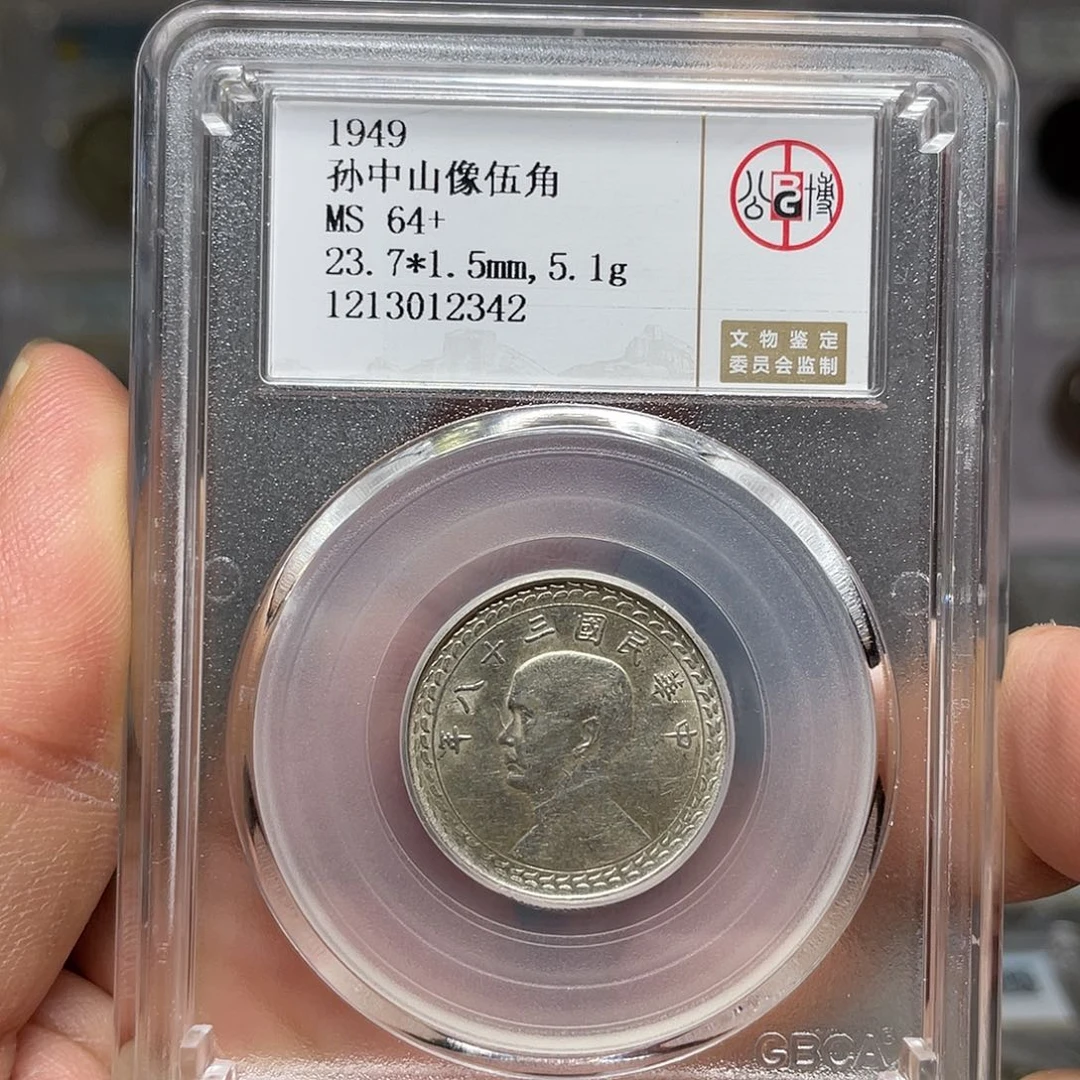 1949
孙中山像伍角
MS 64+
23.7*1.5mm,5.1g
1213012342
公 PG 博
文物鉴定
委员会监制
年八十三國民華中
GBCA